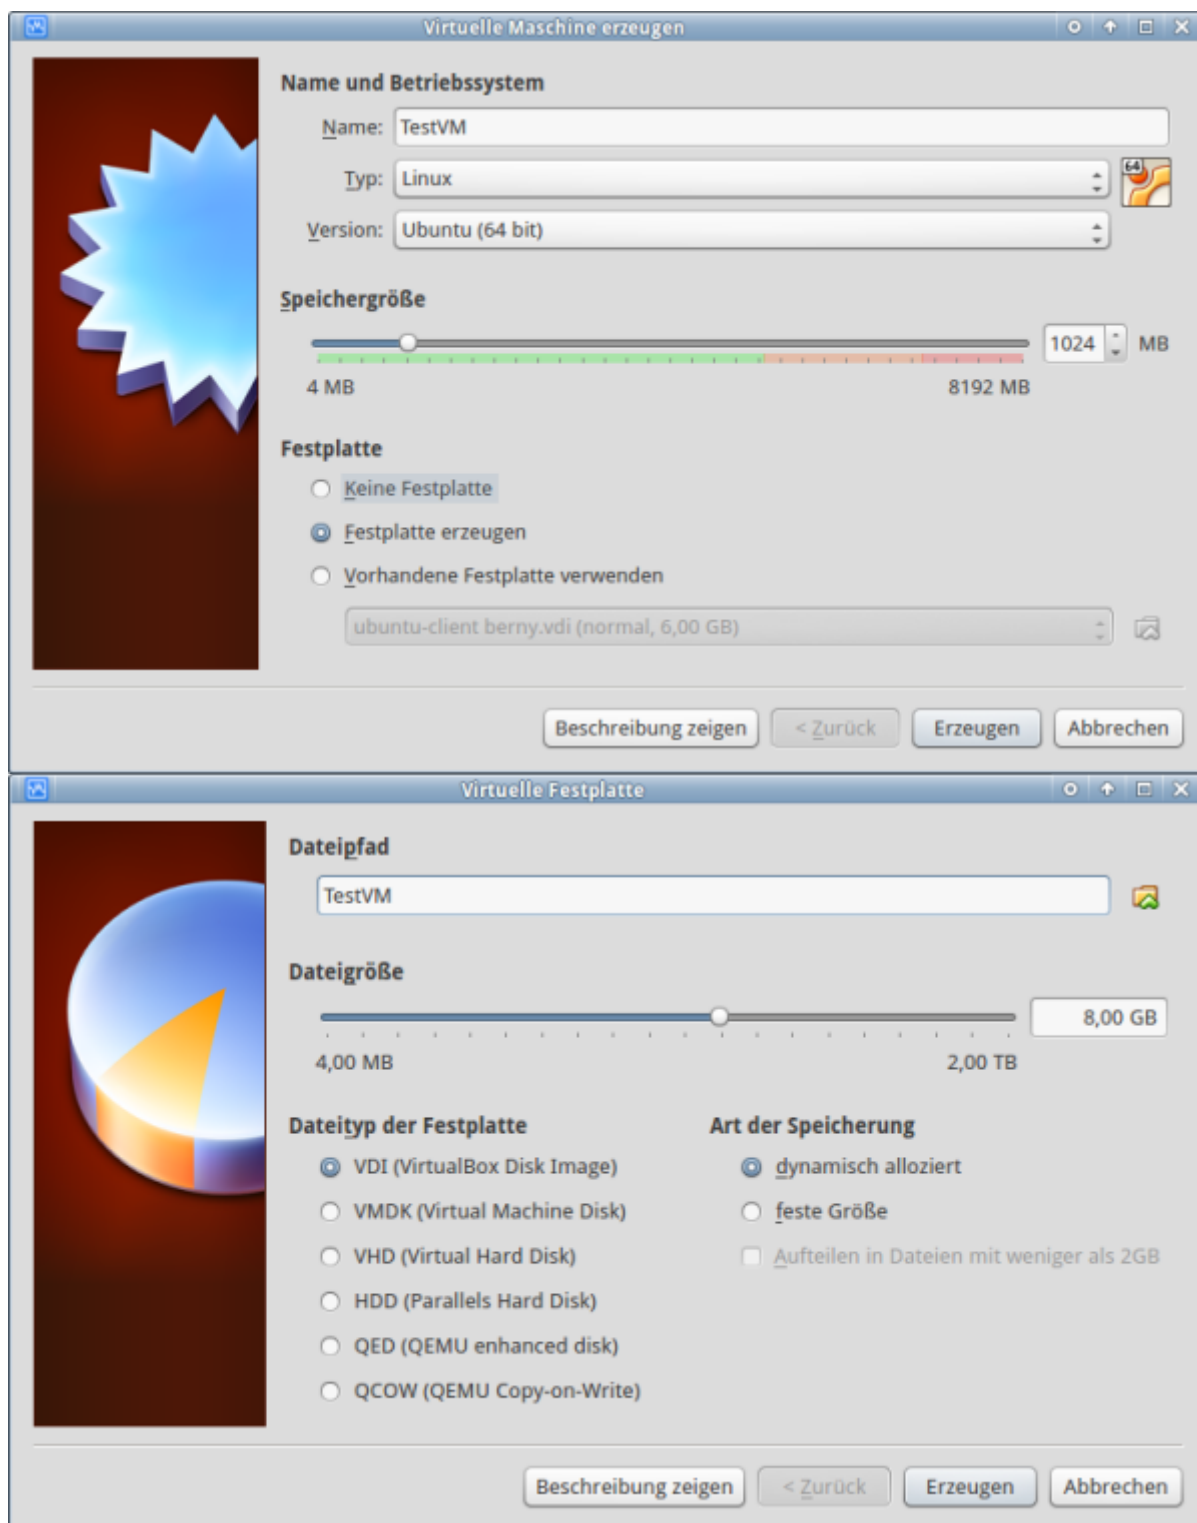 Virtuelle Maschine erzeugen
Name und Betriebssystem
Name: TestVM
Typ: Linux
64
Version: Ubuntu (64 bit)
Speichergröße
1024 MB
4 MB 8192 MB
Festplatte
Keine Festplatte
Festplatte erzeugen
Vorhandene Festplatte verwenden
ubuntu-client berny.vdi (normal, 6,00 GB)
Beschreibung zeigen < Zurück Erzeugen Abbrechen
Virtuelle Festplatte
Dateipfad
TestVM
Dateigröße
8,00 GB
4,00 MB 2,00 TB
Dateityp der Festplatte Art der Speicherung
VDI (VirtualBox Disk Image) dynamisch alloziert
VMDK (Virtual Machine Disk) feste Größe
VHD (Virtual Hard Disk) Aufteilen in Dateien mit weniger als 2GB
HDD (Parallels Hard Disk)
QED (QEMU enhanced disk)
QCOW (QEMU Copy-on-Write)
Beschreibung zeigen < Zurück Erzeugen Abbrechen